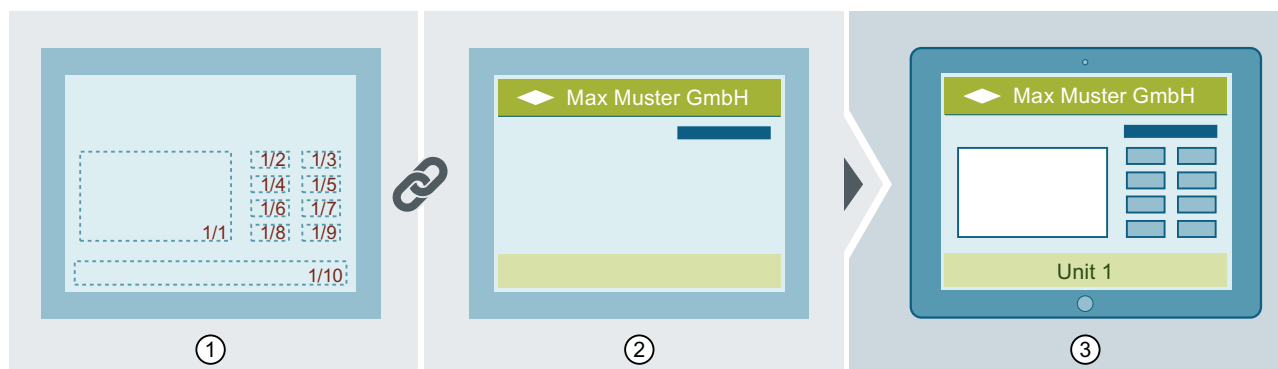 1/2 1/3
1/4 1/5
1/6 1/7
1/1 1/8 1/9
1/10
1
Max Muster GmbH
2
Max Muster GmbH
Unit 1
3